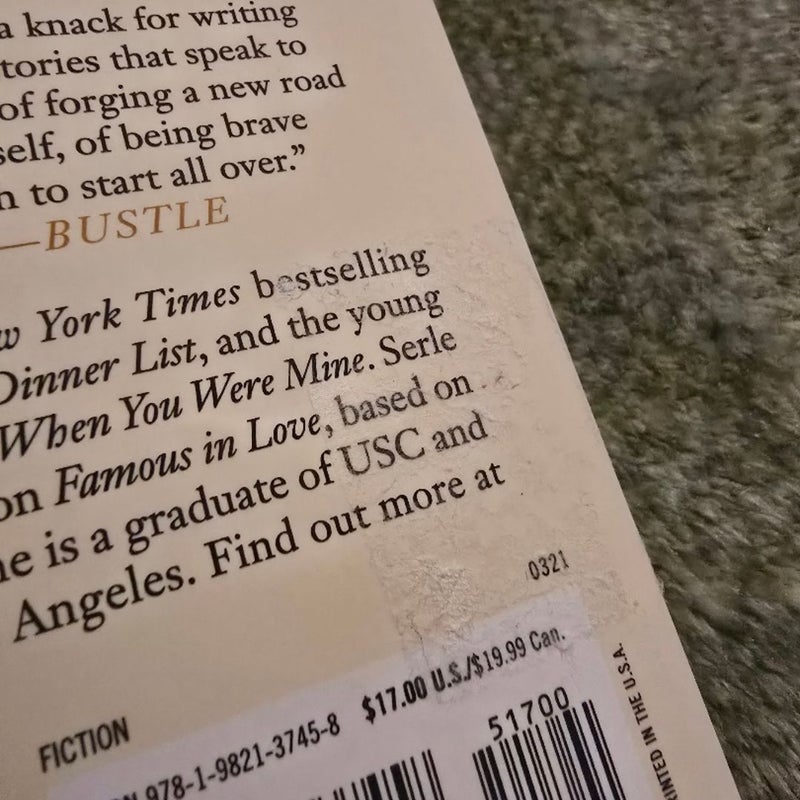 a knack for writing
tories that speak to
of forging a new road
self, of being brave
n to start all over.”
—BUSTLE
w York Times bestselling
Dinner List, and the young
When You Were Mine. Serle
on Famous in Love, based on
he is a graduate of USC and
Angeles. Find out more at
0321
FICTION
$17.00 U.S./$19.99 Can.
N 978-1-9821-3745-8
51700
RINTED IN THE U.S.A.